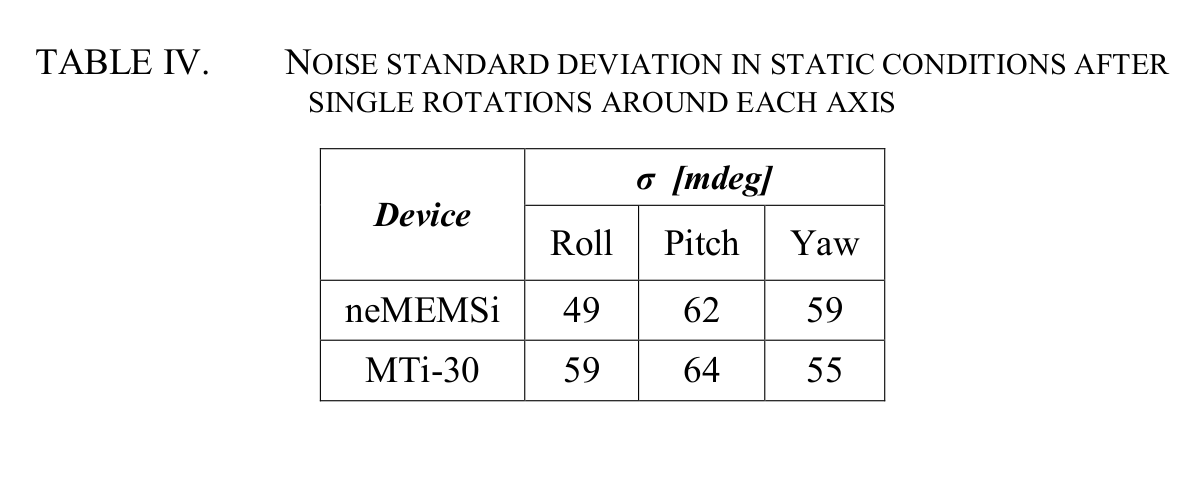 TABLE IV. NOISE STANDARD DEVIATION IN STATIC CONDITIONS AFTER
SINGLE ROTATIONS AROUND EACH AXIS
Device
σ [mdeg]
Roll Pitch Yaw
neMEMSi 49 62 59
MTi-30 59 64 55